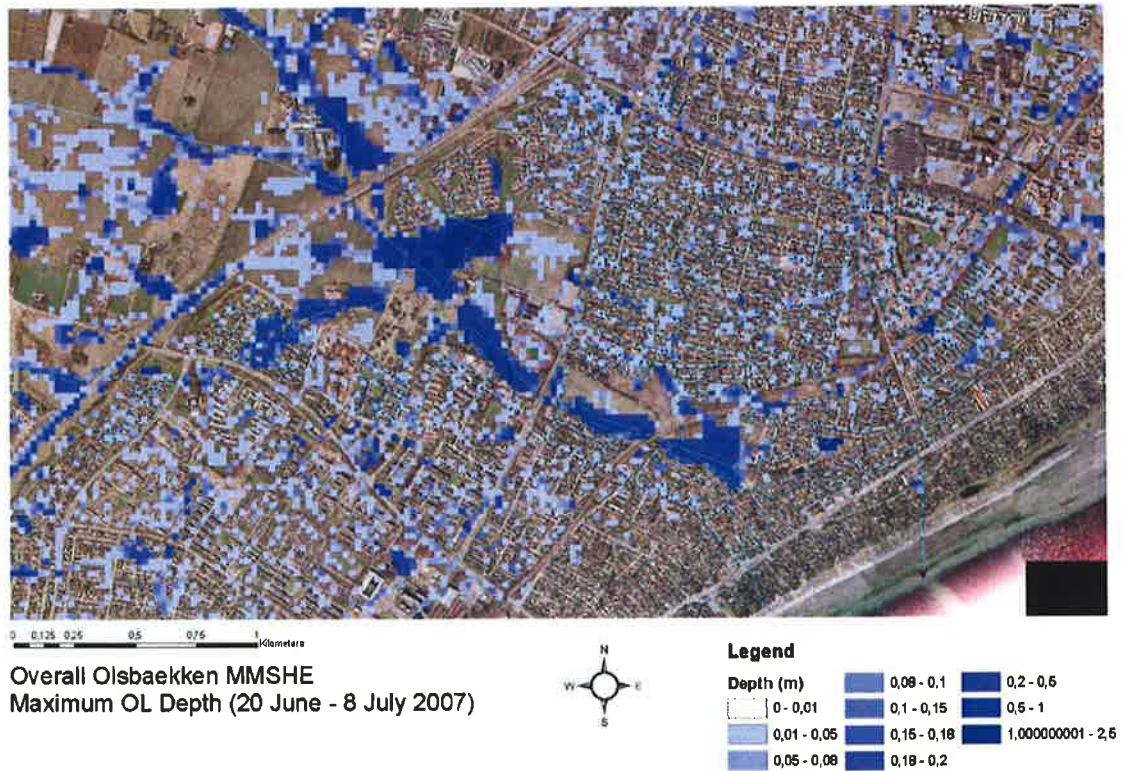 0 0,125 0,25 0,5 0,75 1
Kilometers
Overall Olsbaekken MMSHE
Maximum OL Depth (20 June - 8 July 2007)
N
W E
S
Legend
Depth (m)
0 - 0,01
0,01 - 0,05
0,05 - 0,08
0,08 - 0,1
0,1 - 0,15
0,15 - 0,18
0,18 - 0,2
0,2 - 0,5
0,5 - 1
1,000000001 - 2,5